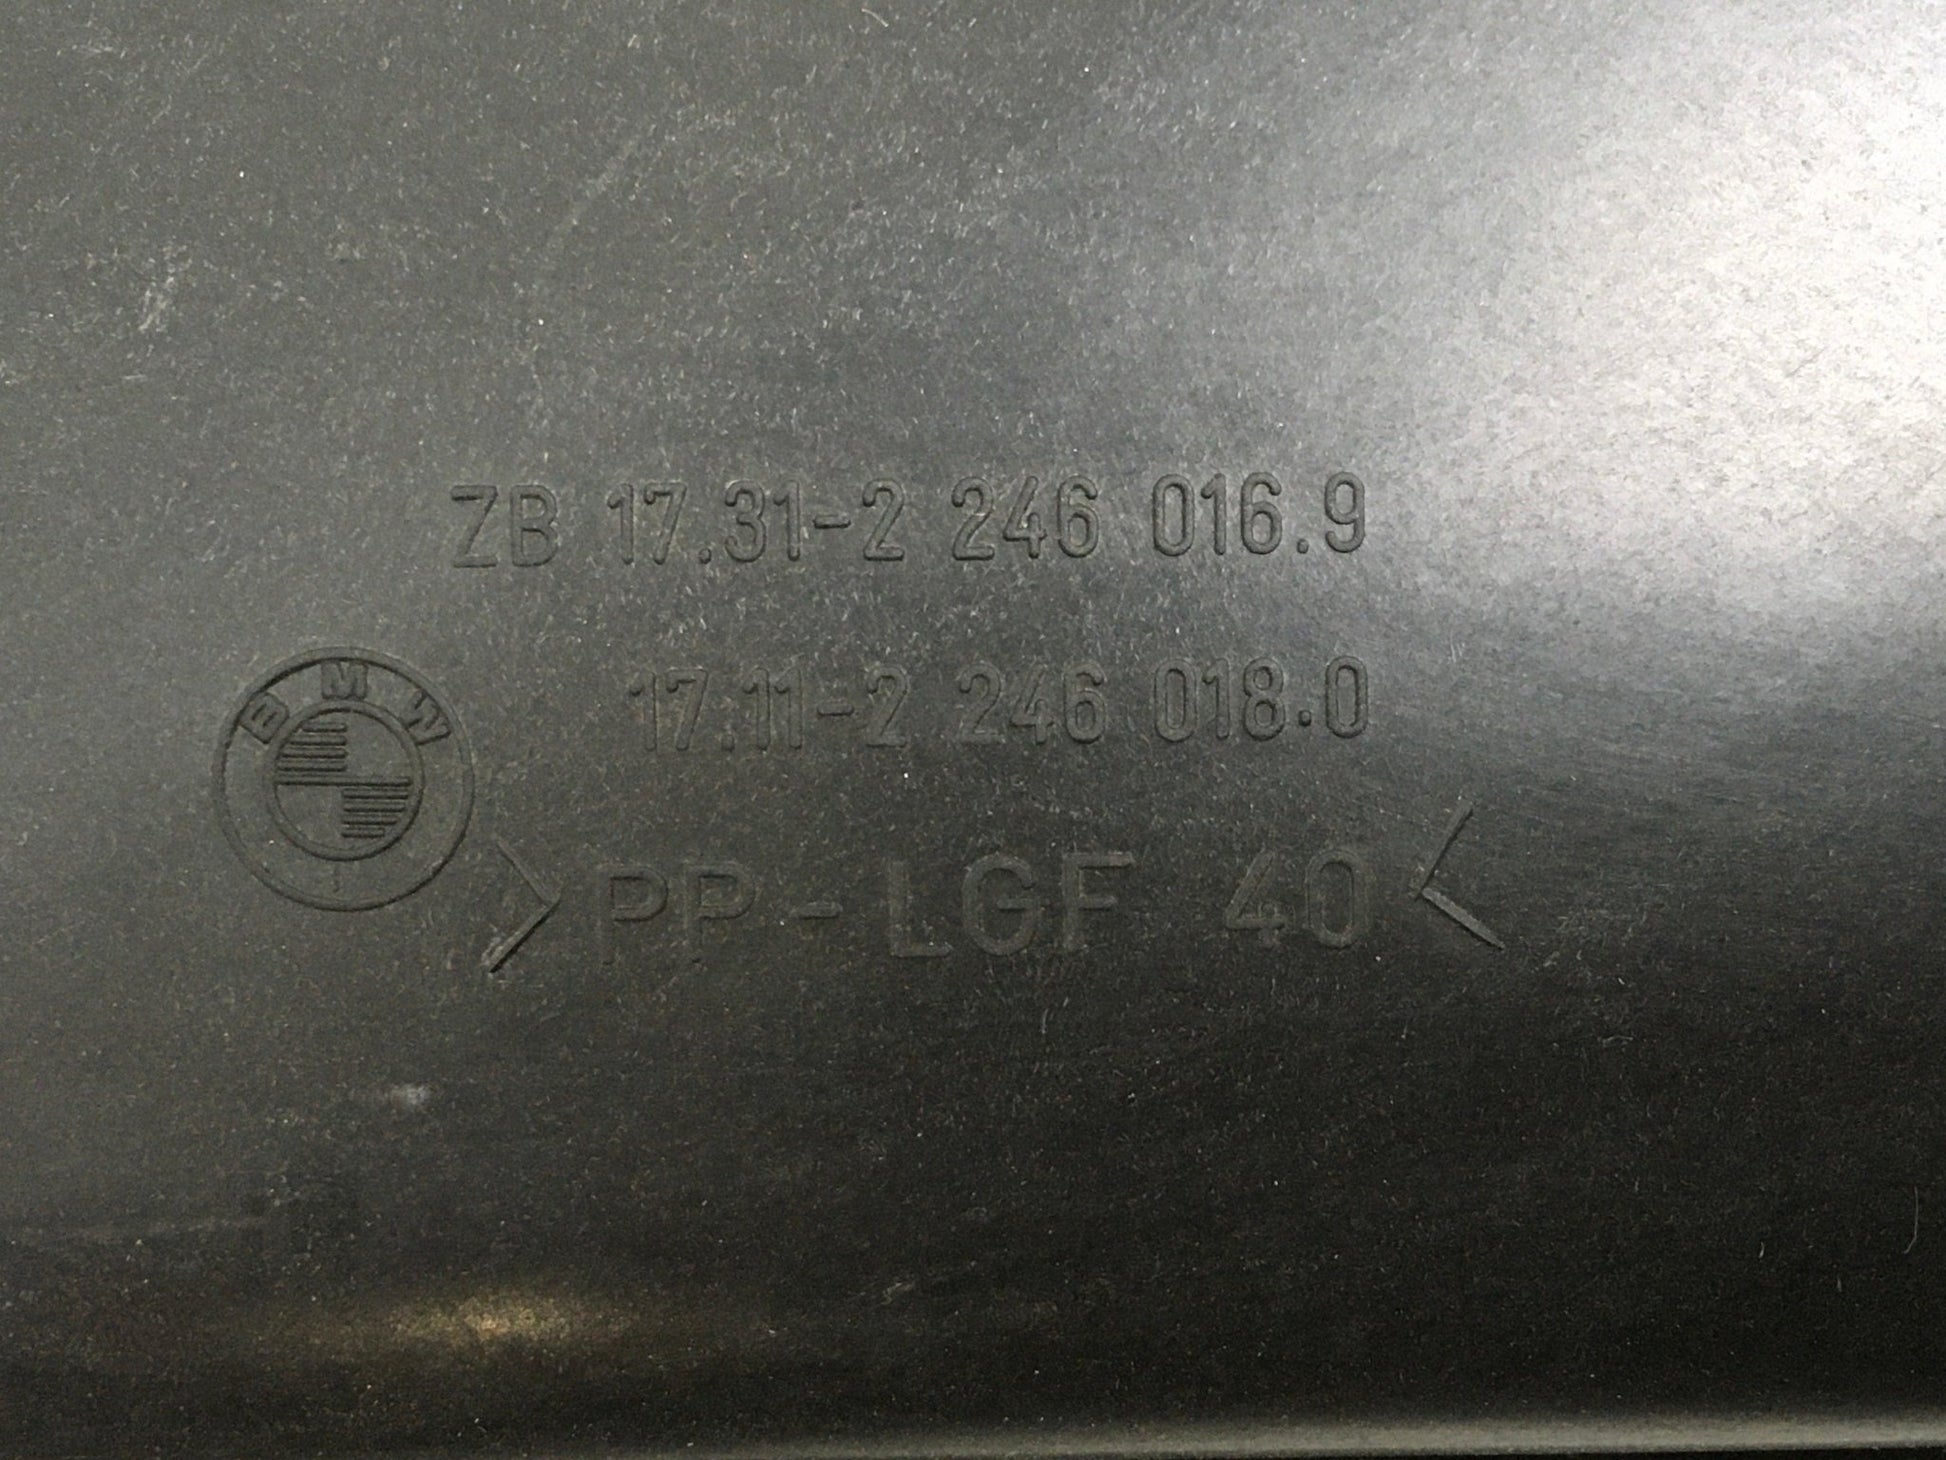 ZB 17.31-2 246 016.9
17.11-2 246 018.0
BMW
>PP-LGF 40<